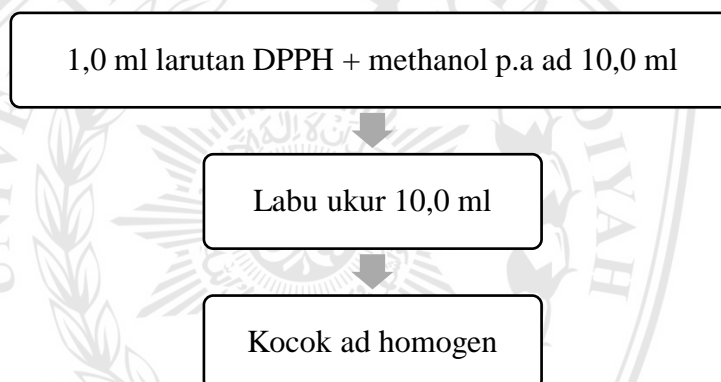 1,0 ml larutan DPPH + methanol p.a ad 10,0 ml
Labu ukur 10,0 ml
Kocok ad homogen